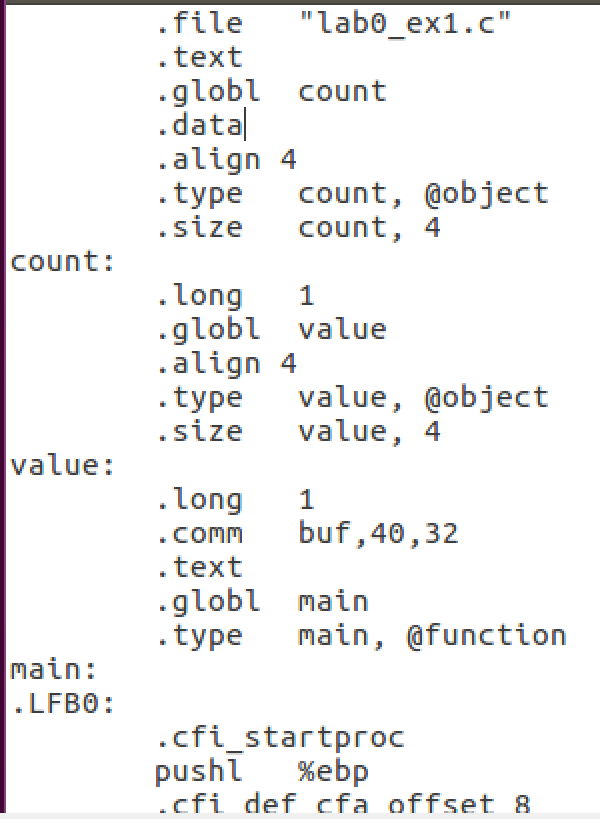 .file "lab0_ex1.c"
.text
.globl count
.data
.align 4
.type count, @object
.size count, 4
count:
.long 1
.globl value
.align 4
.type value, @object
.size value, 4
value:
.long 1
.comm buf,40,32
.text
.globl main
.type main, @function
main:
.LFB0:
.cfi_startproc
pushl %ebp
.cfi_def_cfa_offset 8